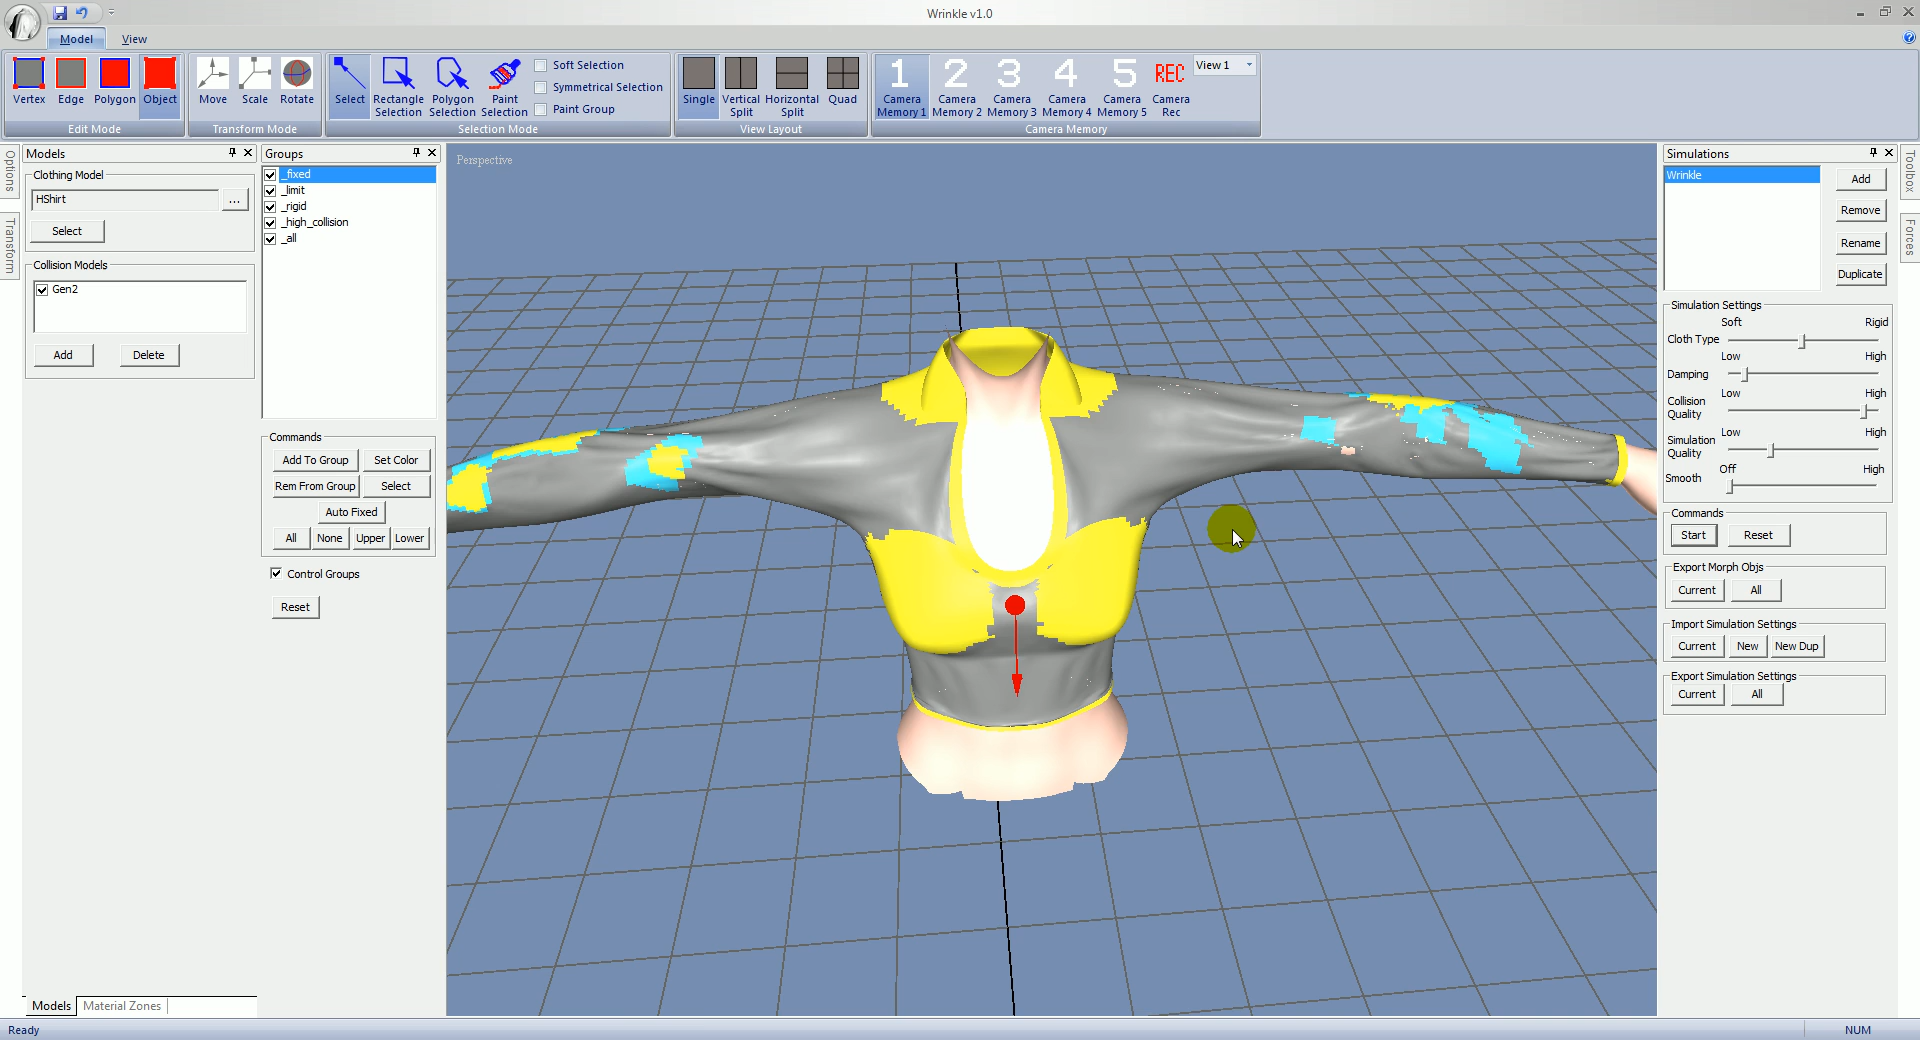 Wrinkle v1.0
Model
View
Vertex
Edge
Polygon
Object
Edit Mode
Move
Scale
Rotate
Transform Mode
Select
Rectangle Selection
Polygon Selection
Paint Selection
Soft Selection
Symmetrical Selection
Paint Group
Selection Mode
Single
Vertical Split
Horizontal Split
Quad
View Layout
1
Camera Memory 1
2
Camera Memory 2
3
Camera Memory 3
4
Camera Memory 4
5
Camera Memory 5
REC
Camera Rec
View 1
Camera Memory
Options
Transform
Models
Clothing Model
HShirt
...
Select
Collision Models
Gen2
Add
Delete
Groups
_fixed
_limit
_rigid
_high_collision
_all
Commands
Add To Group
Set Color
Rem From Group
Select
Auto Fixed
All
None
Upper
Lower
Control Groups
Reset
Perspective
Simulations
Wrinkle
Add
Remove
Rename
Duplicate
Simulation Settings
Soft
Rigid
Cloth Type
Low
High
Damping
Low
High
Collision Quality
Low
High
Simulation Quality
Off
High
Smooth
Commands
Start
Reset
Export Morph Objs
Current
All
Import Simulation Settings
Current
New
New Dup
Export Simulation Settings
Current
All
Toolbox
Forces
Models
Material Zones
Ready
NUM